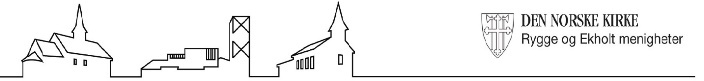 DEN NORSKE KIRKE
Rygge og Ekholt menigheter